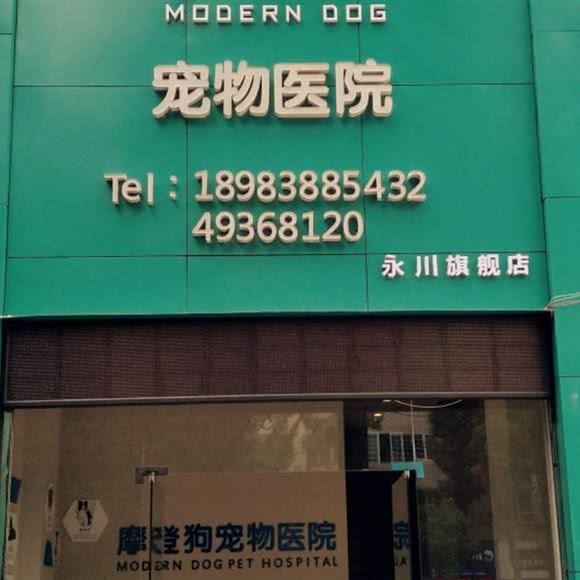 MODERN DOG
宠物医院
Tel：18983885432
49368120
永川旗舰店
摩登狗宠物医院
MODERN DOG PET HOSPITAL